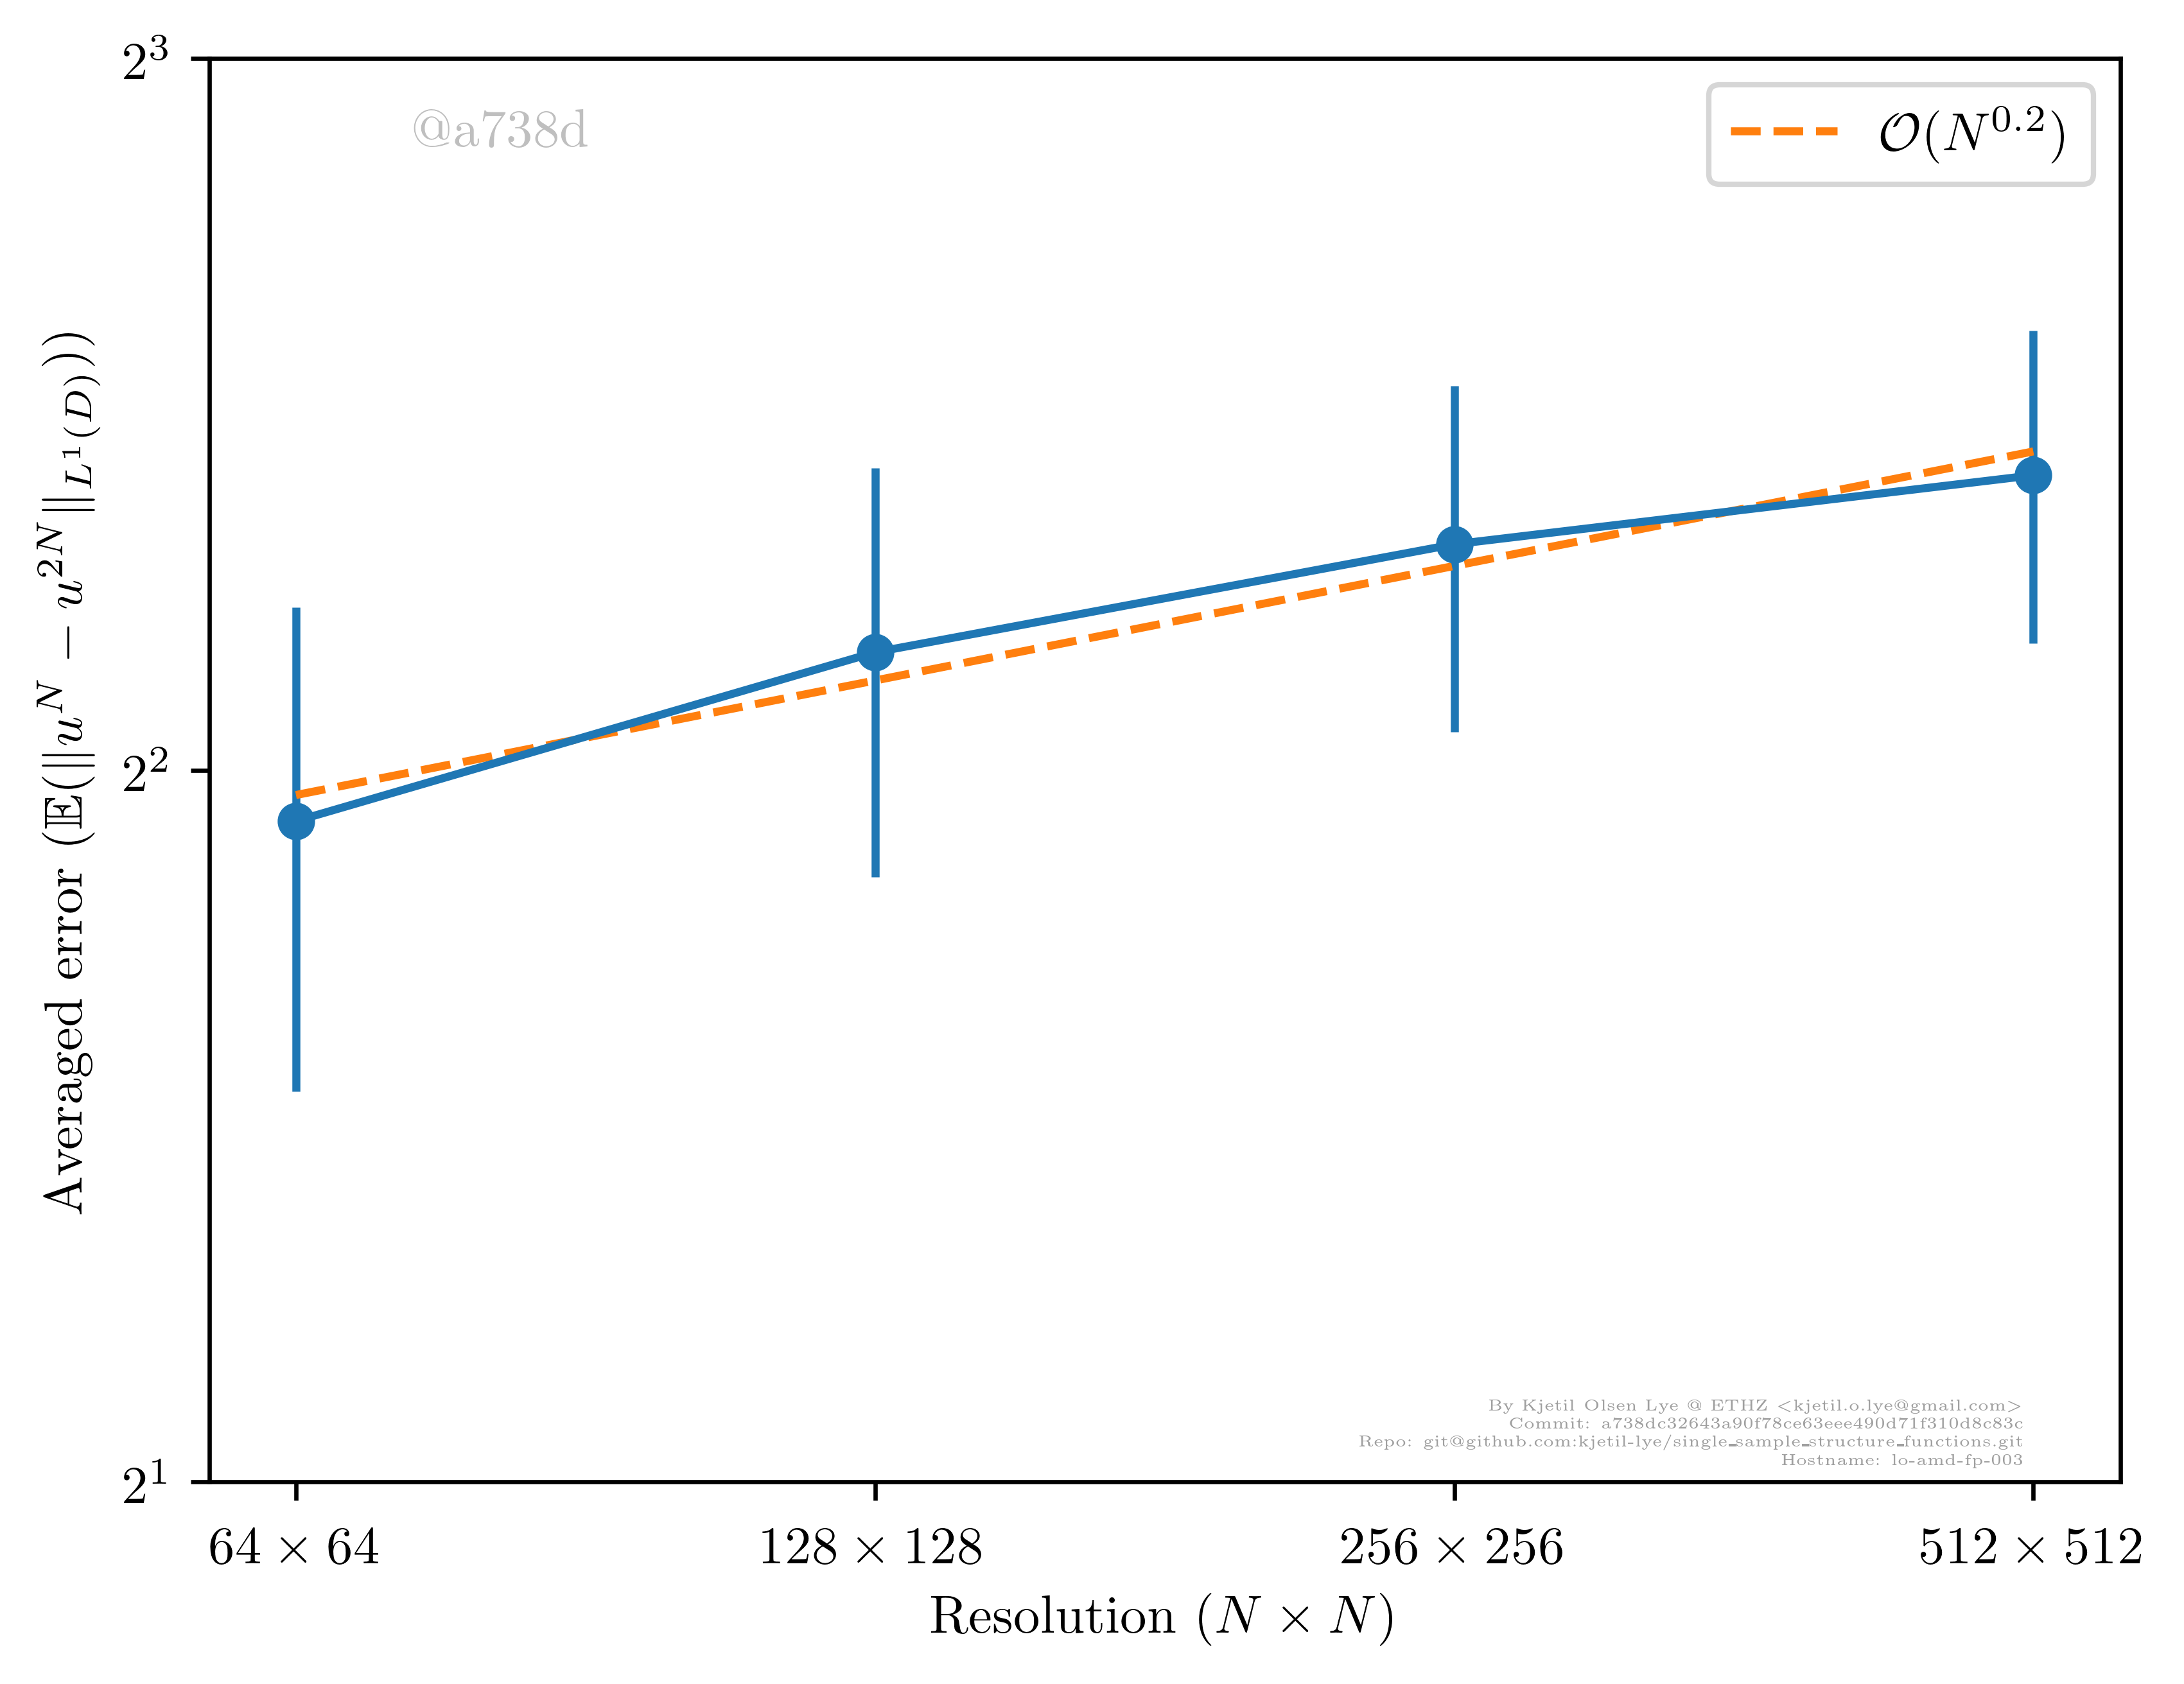 @a738d
𝒪(N^0.2)
2^3
2^2
2^1
Averaged error (𝔼(‖u^N − u^2N‖_L^1(D)))
By Kjetil Olsen Lye @ ETHZ <kjetil.o.lye@gmail.com>
Commit: a738dc32643a90f78ce63eee490d71f310d8c83c
Repo: git@github.com:kjetil-lye/single_sample_structure_functions.git
Hostname: lo-amd-fp-003
64 × 64
128 × 128
256 × 256
512 × 512
Resolution (N × N)